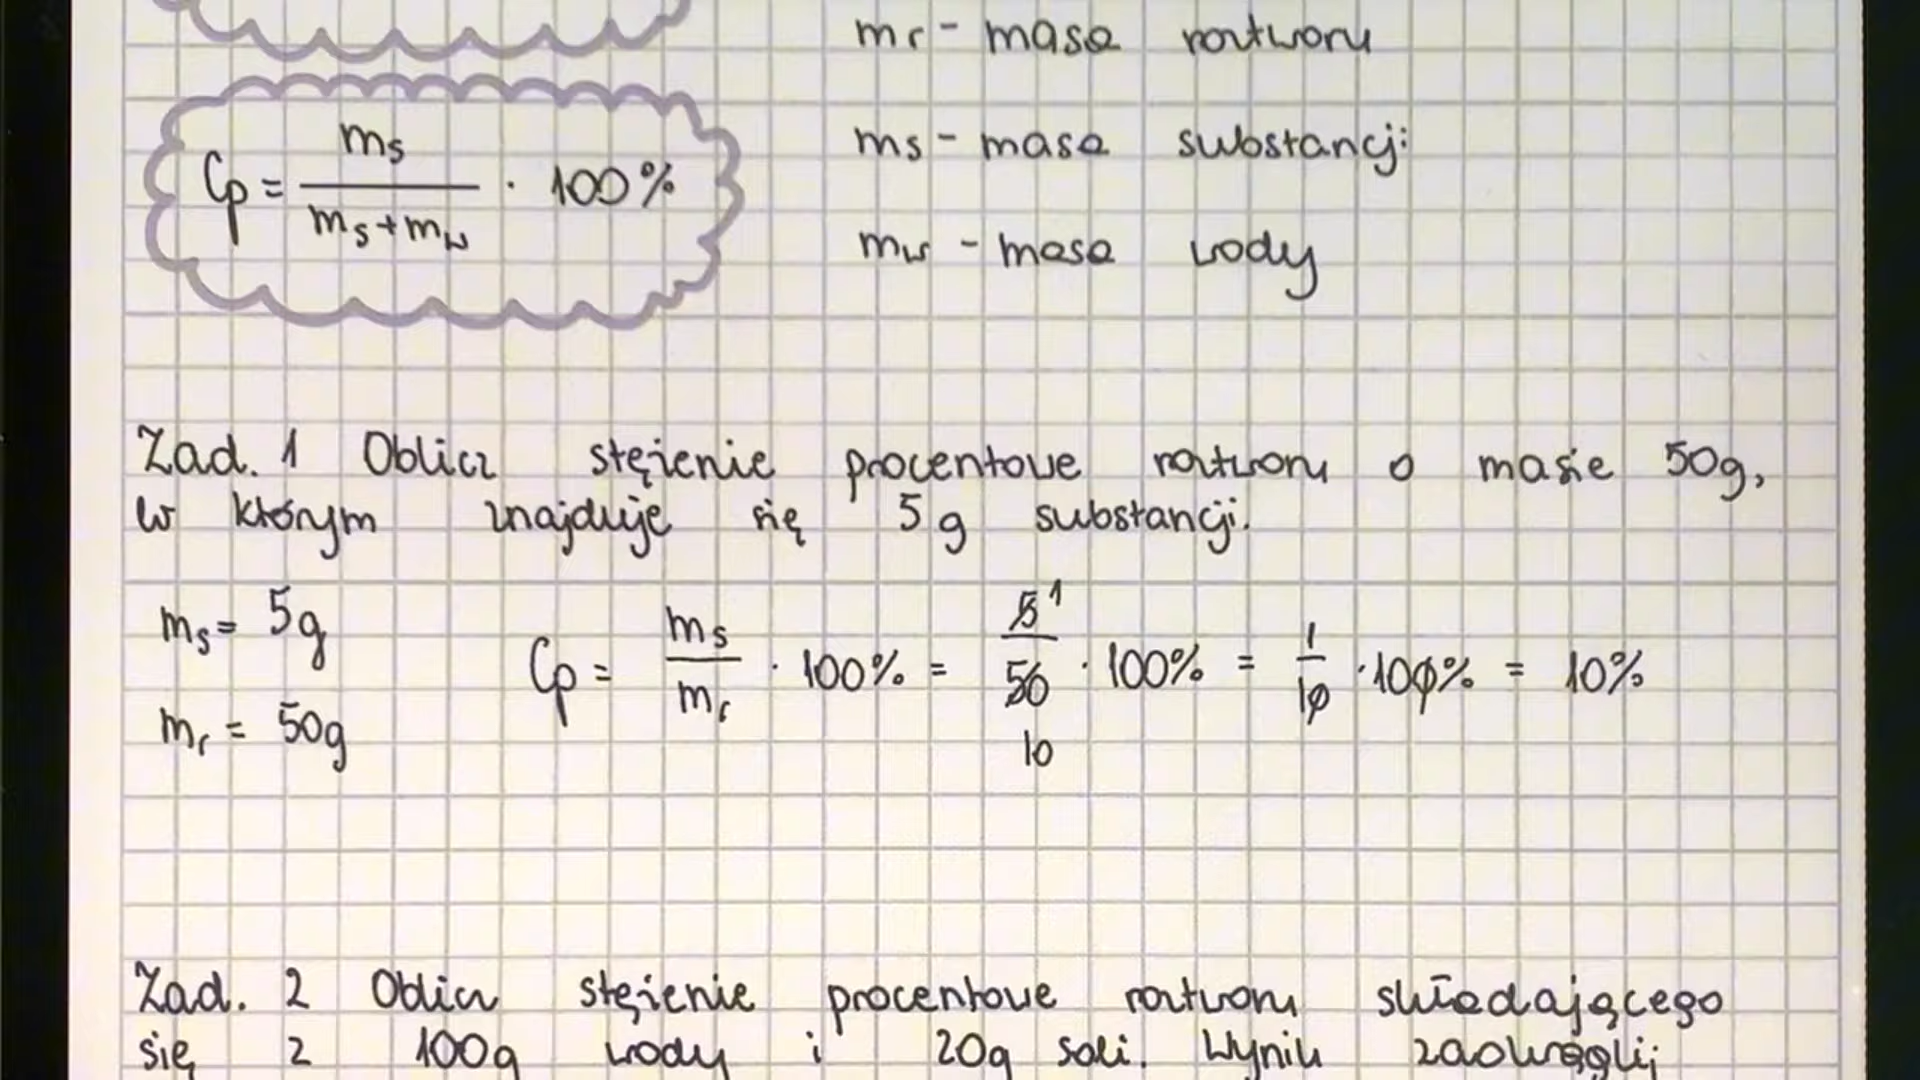 mr - masa roztworu
ms - masa substancji
mw - masa wody
Cp = ms / (ms + mw) · 100%
Zad. 1 Oblicz stężenie procentowe roztworu o masie 50g,
w którym znajduje się 5g substancji.
ms = 5g
mr = 50g
Cp = ms / mr · 100% = 5 1 / 50 10 · 100% = 1/10 · 100% = 10%
Zad. 2 Oblicz stężenie procentowe roztworu składającego
się z 100g wody i 20g soli. Wynik zaokrąglij